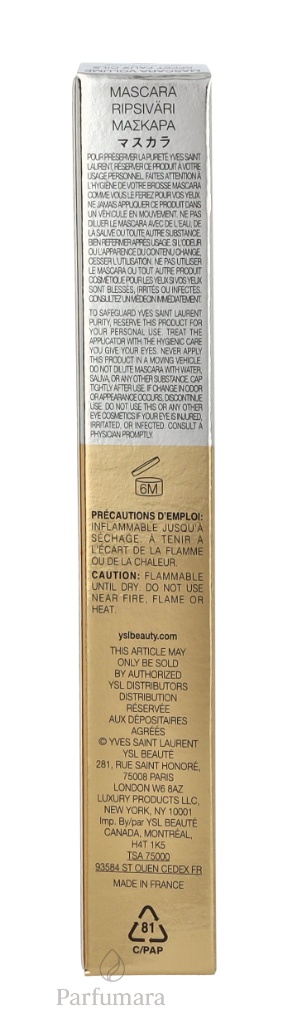 MASCARA VOLUME
EFFET FAUX CILS
MASCARA
RIPSIVÄRI
ΜΑΣΚΑΡΑ
マスカラ
POUR PRÉSERVER LA PURETÉ YVES SAINT
LAURENT, RÉSERVER CE PRODUIT À VOTRE
USAGE PERSONNEL. FAITES ATTENTION À
L'HYGIÈNE DE VOTRE BROSSE MASCARA
COMME VOUS LE FERIEZ POUR VOS YEUX.
NE JAMAIS APPLIQUER CE PRODUIT DANS
UN VÉHICULE EN MOUVEMENT. NE PAS
DILUER LE MASCARA AVEC DE L'EAU, DE
LA SALIVE OU TOUTE AUTRE SUBSTANCE.
BIEN REFERMER APRÈS USAGE. SI L'ODEUR
OU L'APPARENCE DU CONTENU CHANGE,
CESSER L'UTILISATION. NE PAS UTILISER
LE MASCARA OU TOUT AUTRE PRODUIT
COSMÉTIQUE POUR LES YEUX SI VOS YEUX
SONT BLESSÉS, IRRITÉS OU INFECTÉS.
CONSULTEZ UN MÉDECIN IMMÉDIATEMENT.
TO SAFEGUARD YVES SAINT LAURENT
PURITY, RESERVE THIS PRODUCT FOR
YOUR PERSONAL USE. TREAT THE
APPLICATOR WITH THE HYGIENIC CARE
YOU GIVE YOUR EYES. NEVER APPLY
THIS PRODUCT IN A MOVING VEHICLE.
DO NOT DILUTE MASCARA WITH WATER,
SALIVA, OR ANY OTHER SUBSTANCE. CAP
TIGHTLY AFTER USE. IF CHANGE IN ODOR
OR APPEARANCE OCCURS, DISCONTINUE
USE. DO NOT USE THIS OR ANY OTHER
EYE COSMETICS IF YOUR EYE IS INJURED,
IRRITATED, OR INFECTED. CONSULT A
PHYSICIAN PROMPTLY.
6M
PRÉCAUTIONS D'EMPLOI:
INFLAMMABLE JUSQU'À
SÉCHAGE. À TENIR À
L'ÉCART DE LA FLAMME
OU DE LA CHALEUR.
CAUTION: FLAMMABLE
UNTIL DRY. DO NOT USE
NEAR FIRE, FLAME OR
HEAT.
yslbeauty.com
THIS ARTICLE MAY
ONLY BE SOLD
BY AUTHORIZED
YSL DISTRIBUTORS
DISTRIBUTION
RÉSERVÉE
AUX DÉPOSITAIRES
AGRÉÉS
© YVES SAINT LAURENT
YSL BEAUTÉ
281, RUE SAINT HONORÉ,
75008 PARIS
LONDON W6 8AZ
LUXURY PRODUCTS LLC,
NEW YORK, NY 10001
Imp. By/par YSL BEAUTÉ
CANADA, MONTRÉAL,
H4T 1K5
TSA 75000
93584 ST OUEN CEDEX FR
MADE IN FRANCE
81
C/PAP
Parfumara